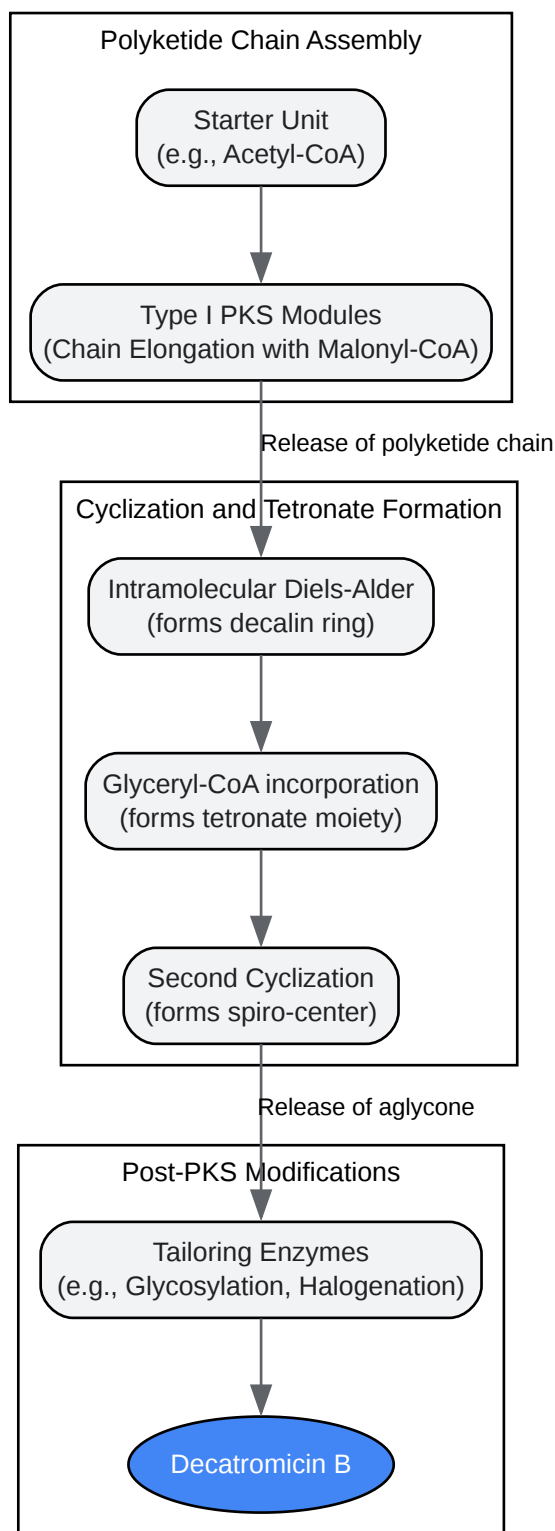 Polyketide Chain Assembly
Starter Unit
(e.g., Acetyl-CoA)
Type I PKS Modules
(Chain Elongation with Malonyl-CoA)
Release of polyketide chain
Cyclization and Tetronate Formation
Intramolecular Diels-Alder
(forms decalin ring)
Glyceryl-CoA incorporation
(forms tetronate moiety)
Second Cyclization
(forms spiro-center)
Release of aglycone
Post-PKS Modifications
Tailoring Enzymes
(e.g., Glycosylation, Halogenation)
Decatromicin B